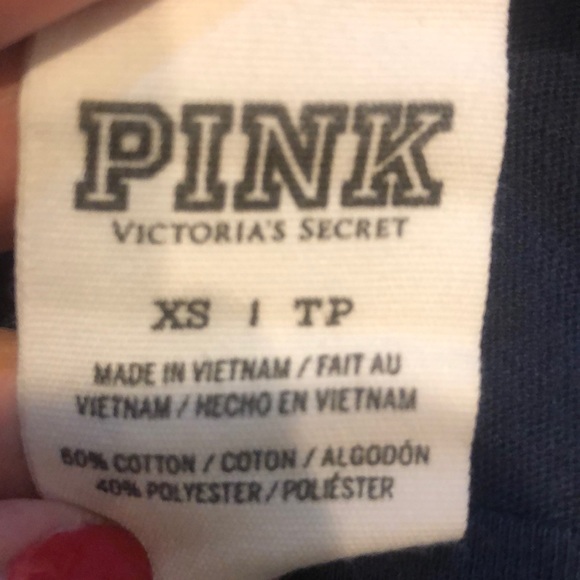 PINK
VICTORIA'S SECRET
XS | TP
MADE IN VIETNAM / FAIT AU
VIETNAM / HECHO EN VIETNAM
60% COTTON / COTON / ALGODÓN
40% POLYESTER / POLIÉSTER